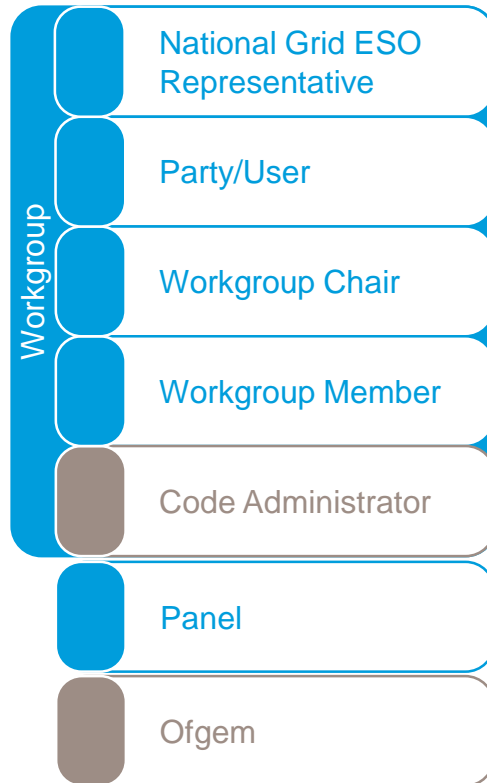 Workgroup
National Grid ESO
Representative
Party/User
Workgroup Chair
Workgroup Member
Code Administrator
Panel
Ofgem